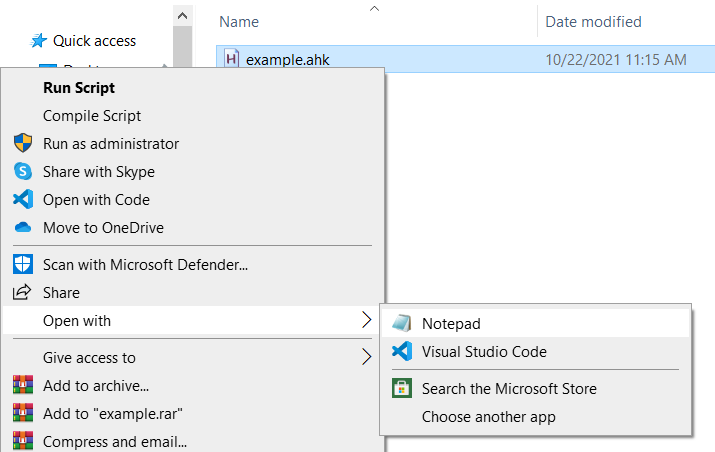 Name
Date modified
Quick access
example.ahk
10/22/2021 11:15 AM
Run Script
Compile Script
Run as administrator
Share with Skype
Open with Code
Move to OneDrive
Scan with Microsoft Defender...
Share
Open with
Notepad
Visual Studio Code
Search the Microsoft Store
Choose another app
Give access to
Add to archive...
Add to "example.rar"
Compress and email...